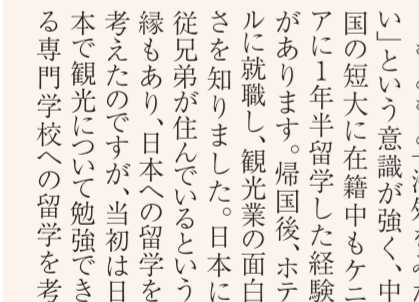 い」という意識が強く、中
国の短大に在籍中もケニ
アに1年半留学した経験
があります。帰国後、ホテ
ルに就職し、観光業の面白
さを知りました。日本に
従兄弟が住んでいるという
縁もあり、日本への留学を
考えたのですが、当初は日
本で観光について勉強でき
る専門学校への留学を考